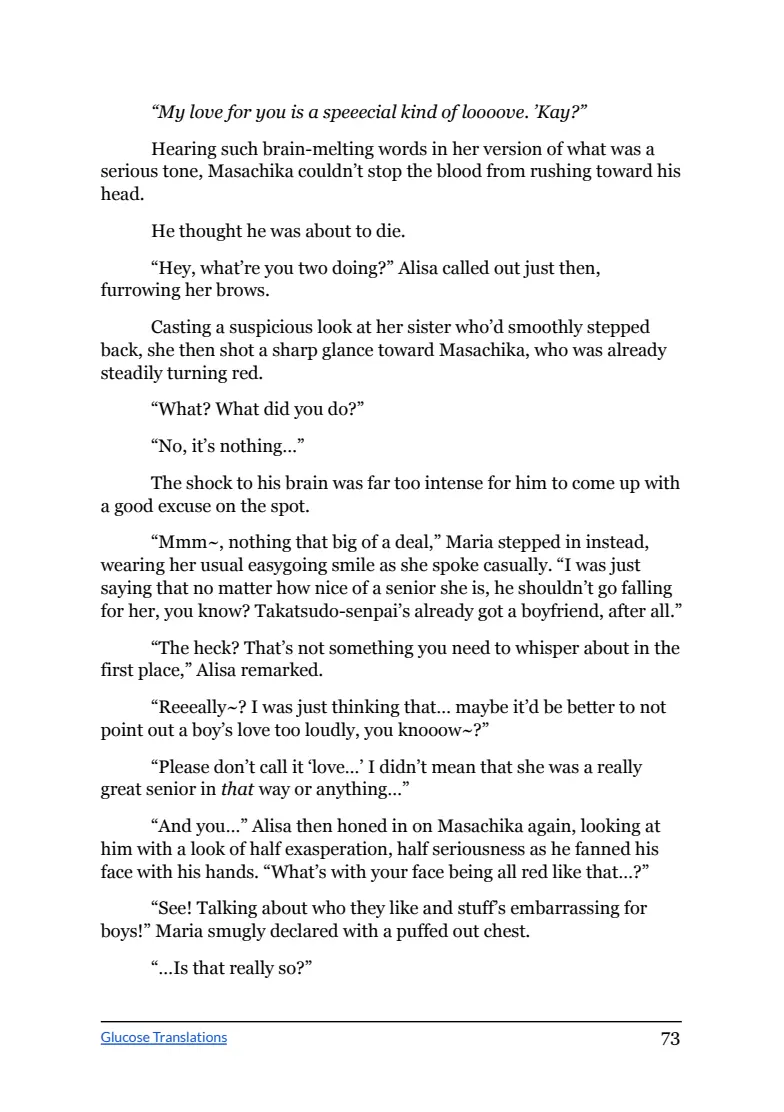 “My love for you is a speeecial kind of loooove. ’Kay?”
Hearing such brain-melting words in her version of what was a
serious tone, Masachika couldn’t stop the blood from rushing toward his
head.
He thought he was about to die.
“Hey, what’re you two doing?” Alisa called out just then,
furrowing her brows.
Casting a suspicious look at her sister who’d smoothly stepped
back, she then shot a sharp glance toward Masachika, who was already
steadily turning red.
“What? What did you do?”
“No, it’s nothing…”
The shock to his brain was far too intense for him to come up with
a good excuse on the spot.
“Mmm~, nothing that big of a deal,” Maria stepped in instead,
wearing her usual easygoing smile as she spoke casually. “I was just
saying that no matter how nice of a senior she is, he shouldn’t go falling
for her, you know? Takatsudo-senpai’s already got a boyfriend, after all.”
“The heck? That’s not something you need to whisper about in the
first place,” Alisa remarked.
“Reeeally~? I was just thinking that… maybe it’d be better to not
point out a boy’s love too loudly, you knooow~?”
“Please don’t call it ‘love…’ I didn’t mean that she was a really
great senior in that way or anything…”
“And you…” Alisa then honed in on Masachika again, looking at
him with a look of half exasperation, half seriousness as he fanned his
face with his hands. “What’s with your face being all red like that…?”
“See! Talking about who they like and stuff’s embarrassing for
boys!” Maria smugly declared with a puffed out chest.
“…Is that really so?”
Glucose Translations 73